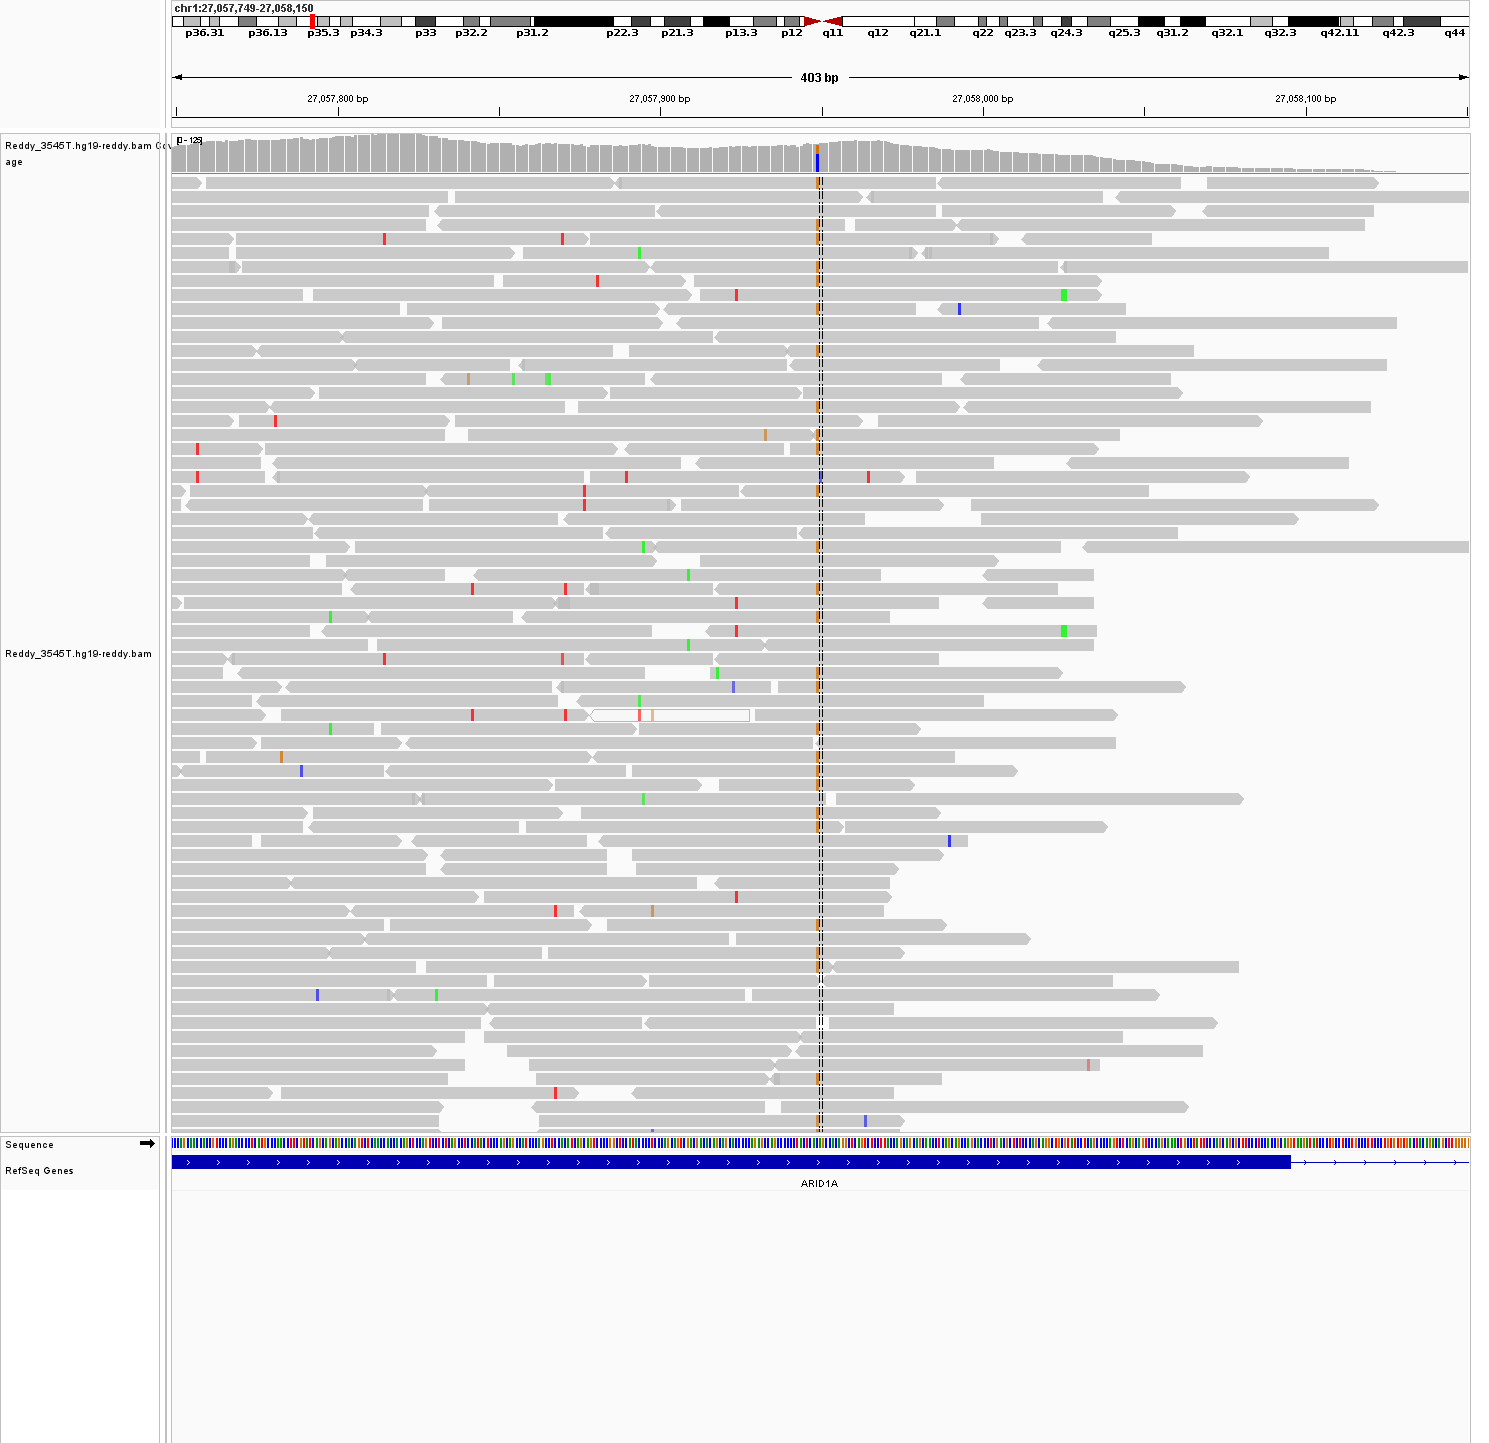 chr1:27,057,749-27,058,150
p36.31 p36.13 p35.3 p34.3 p33 p32.2 p31.2 p22.3 p21.3 p13.3 p12 q11 q12 q21.1 q22 q23.3 q24.3 q25.3 q31.2 q32.1 q32.3 q42.11 q42.3 q44
403 bp
27,057,800 bp 27,057,900 bp 27,058,000 bp 27,058,100 bp
[0 - 125]
Reddy_3545T.hg19-reddy.bam Cov
age
Reddy_3545T.hg19-reddy.bam
Sequence
RefSeq Genes
ARID1A